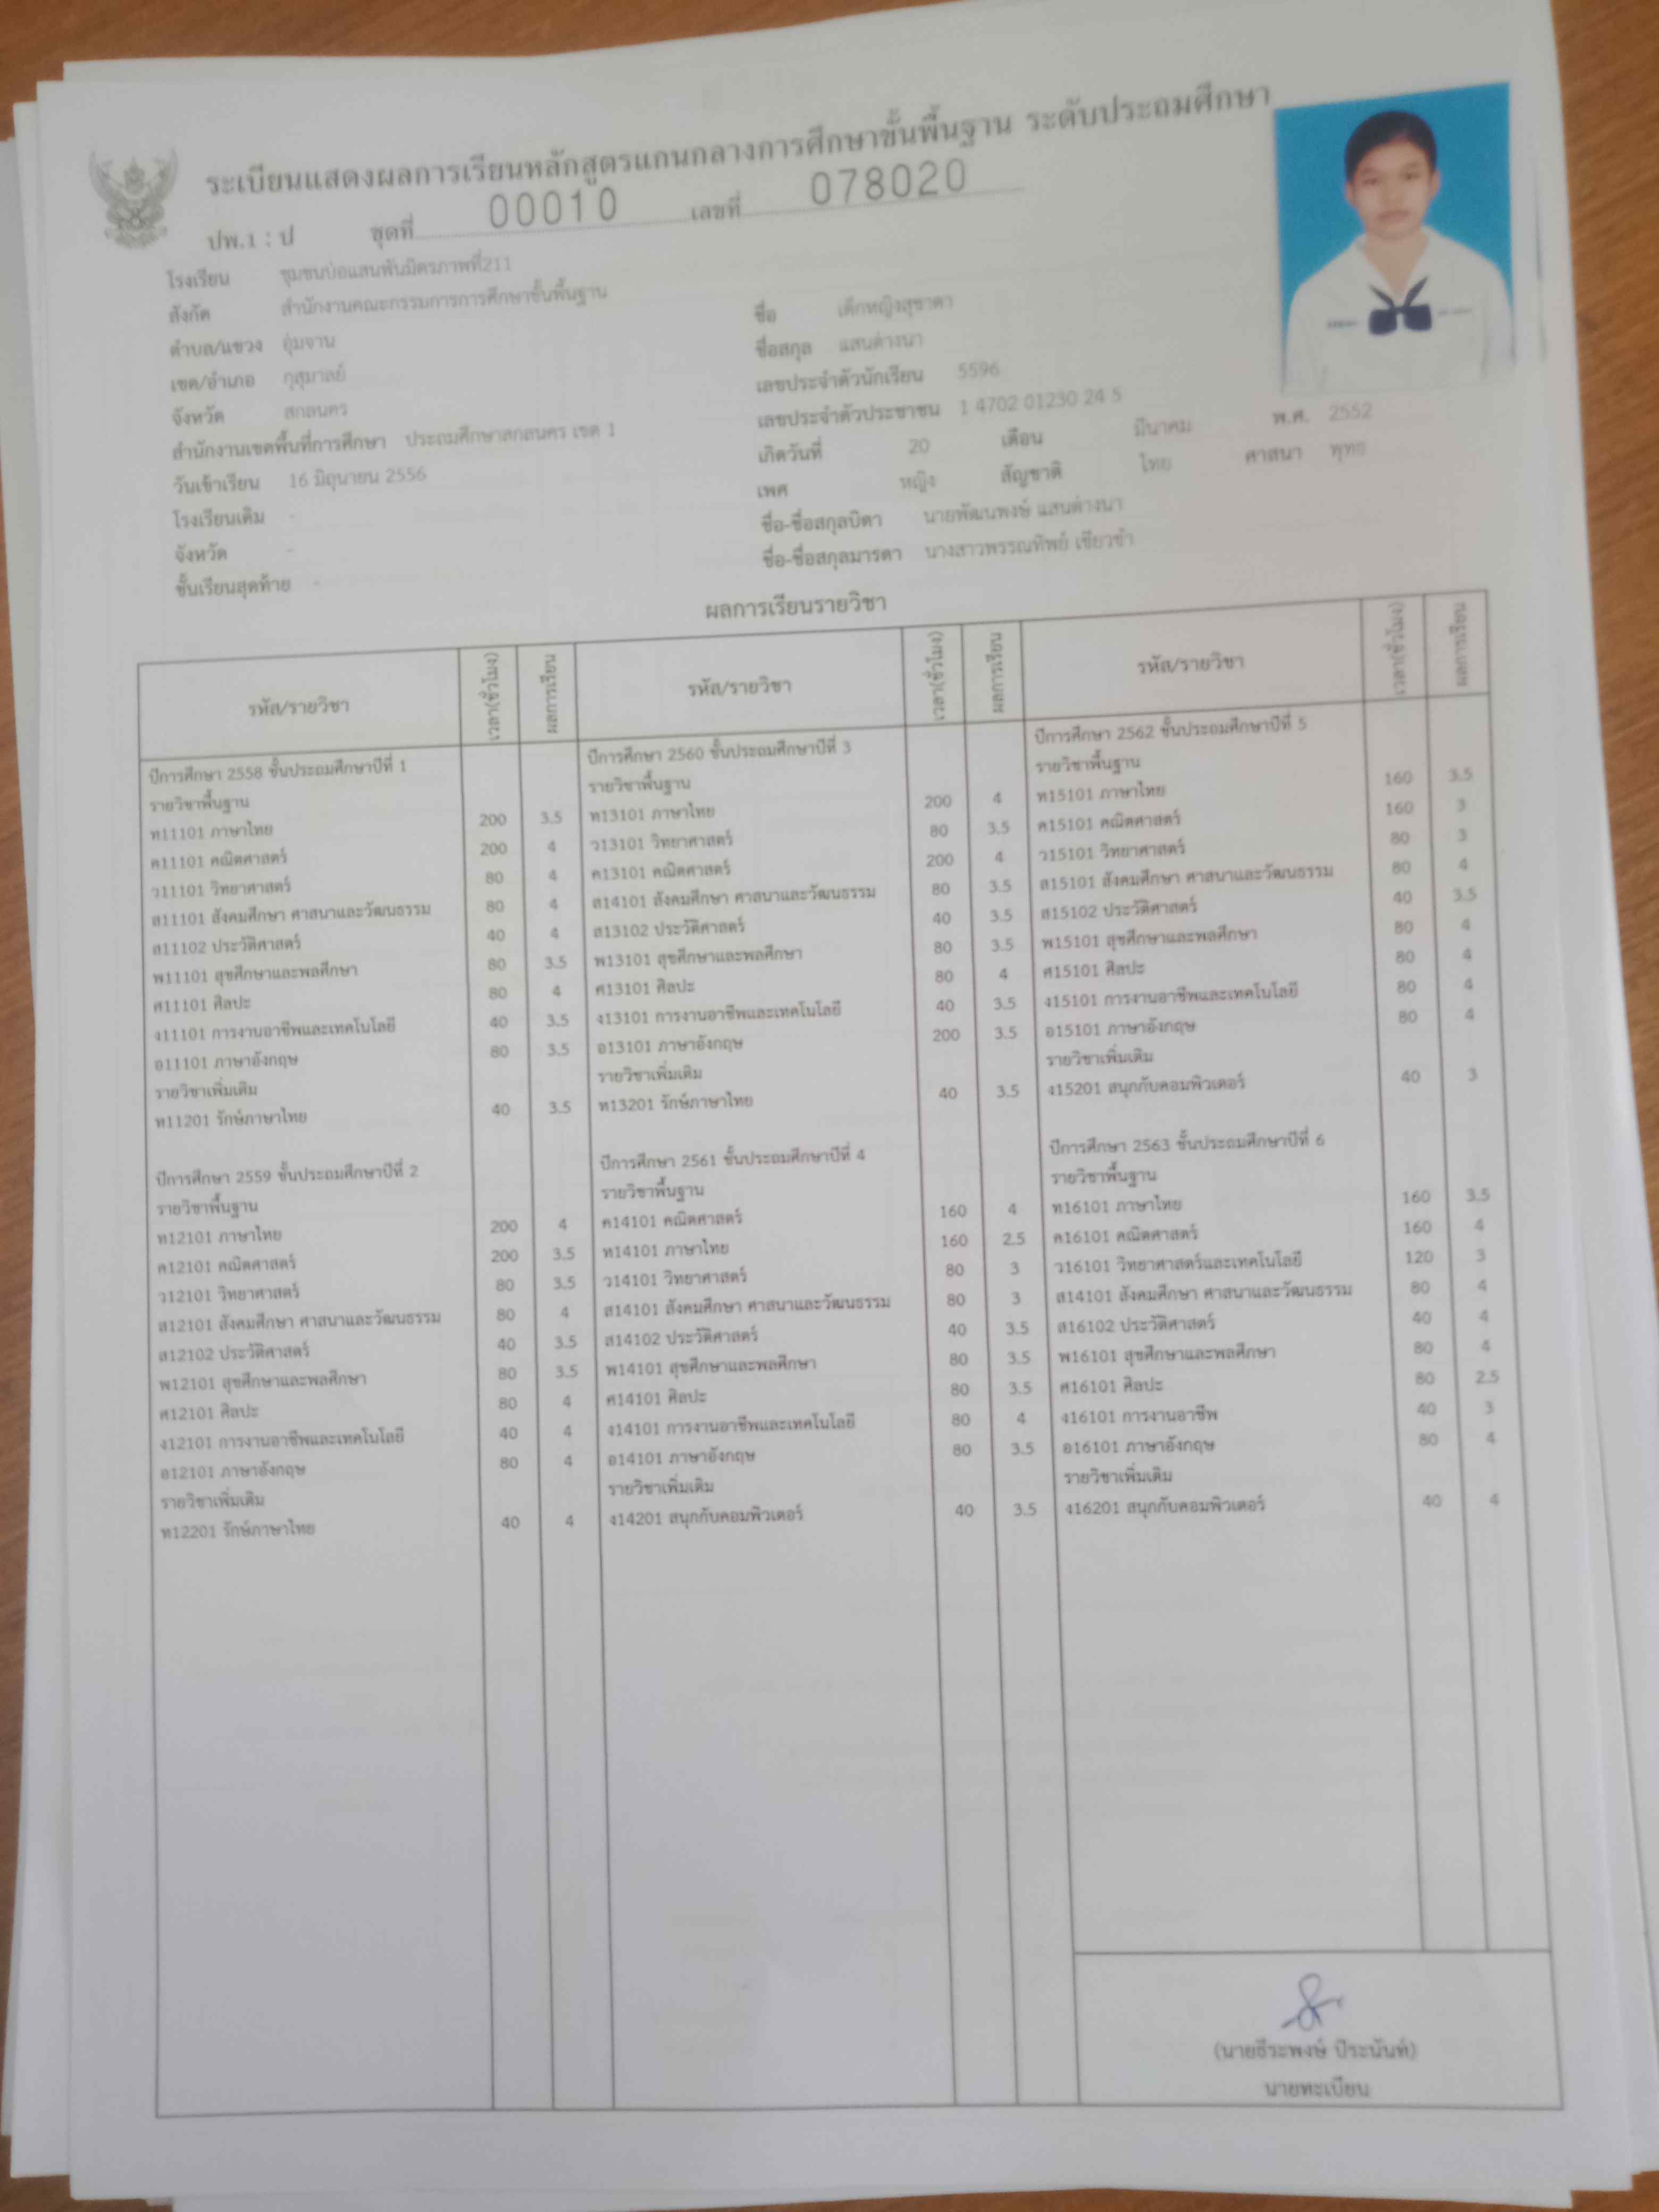 ระเบียนแสดงผลการเรียนหลักสูตรแกนกลางการศึกษาขั้นพื้นฐาน ระดับประถมศึกษา
ปพ.1 : ป ชุดที่ 00010 เลขที่ 078020
โรงเรียน ชุมชนบ่อแสนพันมิตรภาพที่211
สังกัด สำนักงานคณะกรรมการการศึกษาขั้นพื้นฐาน
ตำบล/แขวง อุ่มจาน
เขต/อำเภอ กุสุมาลย์
จังหวัด สกลนคร
สำนักงานเขตพื้นที่การศึกษา ประถมศึกษาสกลนคร เขต 1
วันเข้าเรียน 16 มิถุนายน 2556
โรงเรียนเดิม -
จังหวัด -
ชั้นเรียนสุดท้าย -
ชื่อ เด็กหญิงสุชาดา
ชื่อสกุล แสนต่างนา
เลขประจำตัวนักเรียน 5596
เลขประจำตัวประชาชน 1 4702 01230 24 5
เกิดวันที่ 20 เดือน มีนาคม พ.ศ. 2552
เพศ หญิง สัญชาติ ไทย ศาสนา พุทธ
ชื่อ-ชื่อสกุลบิดา นายพัฒนพงษ์ แสนต่างนา
ชื่อ-ชื่อสกุลมารดา นางสาวพรรณทิพย์ เชียวขำ
ผลการเรียนรายวิชา
รหัส/รายวิชา เวลา(ชั่วโมง) ผลการเรียน
ปีการศึกษา 2558 ชั้นประถมศึกษาปีที่ 1
รายวิชาพื้นฐาน
ท11101 ภาษาไทย 200 3.5
ค11101 คณิตศาสตร์ 200 4
ว11101 วิทยาศาสตร์ 80 4
ส11101 สังคมศึกษา ศาสนาและวัฒนธรรม 80 4
ส11102 ประวัติศาสตร์ 40 4
พ11101 สุขศึกษาและพลศึกษา 80 3.5
ศ11101 ศิลปะ 80 4
ง11101 การงานอาชีพและเทคโนโลยี 40 3.5
อ11101 ภาษาอังกฤษ 80 3.5
รายวิชาเพิ่มเติม
ท11201 รักษ์ภาษาไทย 40 3.5
ปีการศึกษา 2559 ชั้นประถมศึกษาปีที่ 2
รายวิชาพื้นฐาน
ท12101 ภาษาไทย 200 4
ค12101 คณิตศาสตร์ 200 3.5
ว12101 วิทยาศาสตร์ 80 3.5
ส12101 สังคมศึกษา ศาสนาและวัฒนธรรม 80 4
ส12102 ประวัติศาสตร์ 40 3.5
พ12101 สุขศึกษาและพลศึกษา 80 3.5
ศ12101 ศิลปะ 80 4
ง12101 การงานอาชีพและเทคโนโลยี 40 4
อ12101 ภาษาอังกฤษ 80 4
รายวิชาเพิ่มเติม
ท12201 รักษ์ภาษาไทย 40 4
รหัส/รายวิชา เวลา(ชั่วโมง) ผลการเรียน
ปีการศึกษา 2560 ชั้นประถมศึกษาปีที่ 3
รายวิชาพื้นฐาน
ท13101 ภาษาไทย 200 4
ว13101 วิทยาศาสตร์ 80 3.5
ค13101 คณิตศาสตร์ 200 4
ส14101 สังคมศึกษา ศาสนาและวัฒนธรรม 80 3.5
ส13102 ประวัติศาสตร์ 40 3.5
พ13101 สุขศึกษาและพลศึกษา 80 3.5
ศ13101 ศิลปะ 80 4
ง13101 การงานอาชีพและเทคโนโลยี 40 3.5
อ13101 ภาษาอังกฤษ 200 3.5
รายวิชาเพิ่มเติม
ท13201 รักษ์ภาษาไทย 40 3.5
ปีการศึกษา 2561 ชั้นประถมศึกษาปีที่ 4
รายวิชาพื้นฐาน
ค14101 คณิตศาสตร์ 160 4
ท14101 ภาษาไทย 160 2.5
ว14101 วิทยาศาสตร์ 80 3
ส14101 สังคมศึกษา ศาสนาและวัฒนธรรม 80 3
ส14102 ประวัติศาสตร์ 40 3.5
พ14101 สุขศึกษาและพลศึกษา 80 3.5
ศ14101 ศิลปะ 80 3.5
ง14101 การงานอาชีพและเทคโนโลยี 80 4
อ14101 ภาษาอังกฤษ 80 3.5
รายวิชาเพิ่มเติม
ง14201 สนุกกับคอมพิวเตอร์ 40 3.5
รหัส/รายวิชา เวลา(ชั่วโมง) ผลการเรียน
ปีการศึกษา 2562 ชั้นประถมศึกษาปีที่ 5
รายวิชาพื้นฐาน
ท15101 ภาษาไทย 160 3.5
ค15101 คณิตศาสตร์ 160 3
ว15101 วิทยาศาสตร์ 80 3
ส15101 สังคมศึกษา ศาสนาและวัฒนธรรม 80 4
ส15102 ประวัติศาสตร์ 40 3.5
พ15101 สุขศึกษาและพลศึกษา 80 4
ศ15101 ศิลปะ 80 4
ง15101 การงานอาชีพและเทคโนโลยี 80 4
อ15101 ภาษาอังกฤษ 80 4
รายวิชาเพิ่มเติม
ง15201 สนุกกับคอมพิวเตอร์ 40 3
ปีการศึกษา 2563 ชั้นประถมศึกษาปีที่ 6
รายวิชาพื้นฐาน
ท16101 ภาษาไทย 160 3.5
ค16101 คณิตศาสตร์ 160 4
ว16101 วิทยาศาสตร์และเทคโนโลยี 120 3
ส14101 สังคมศึกษา ศาสนาและวัฒนธรรม 80 4
ส16102 ประวัติศาสตร์ 40 4
พ16101 สุขศึกษาและพลศึกษา 80 4
ศ16101 ศิลปะ 80 2.5
ง16101 การงานอาชีพ 40 3
อ16101 ภาษาอังกฤษ 80 4
รายวิชาเพิ่มเติม
ง16201 สนุกกับคอมพิวเตอร์ 40 4
(นายธีระพงษ์ ปีระนันท์)
นายทะเบียน